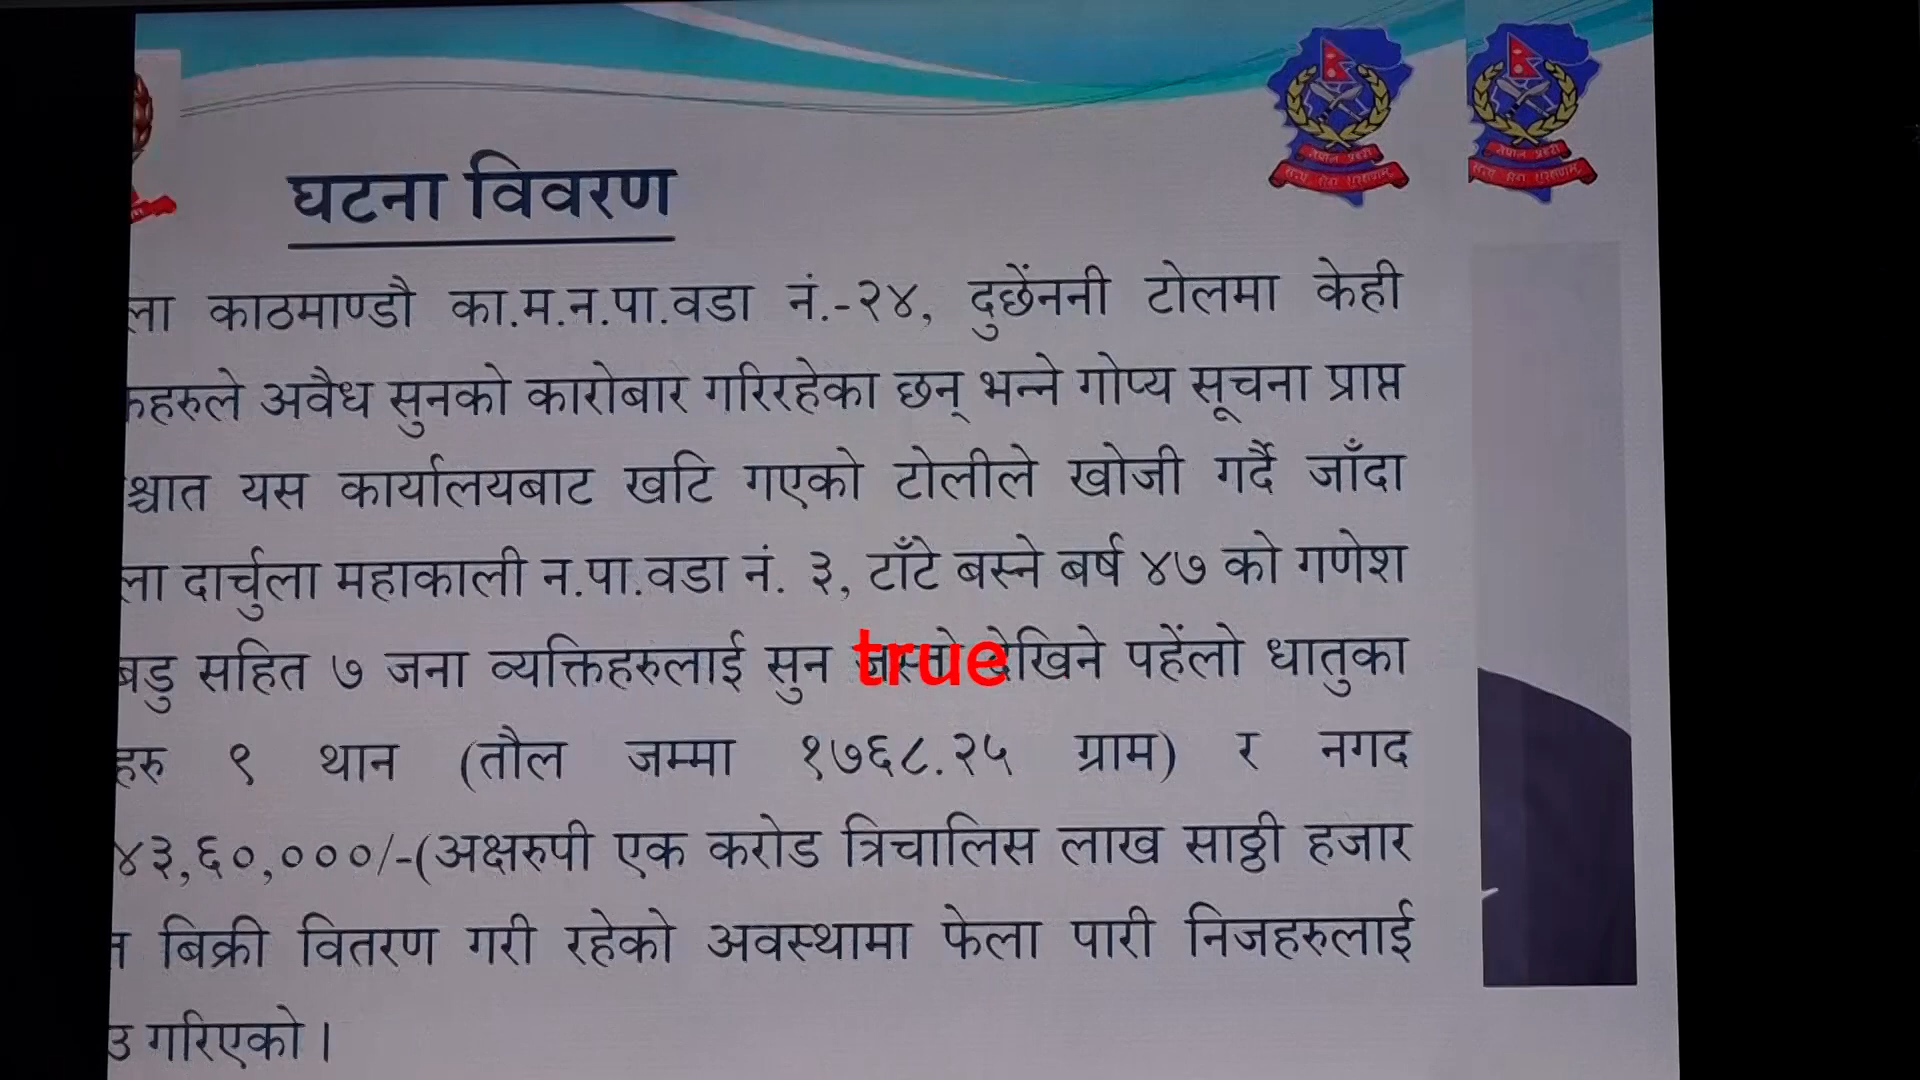 घटना विवरण
काठमाण्डौ का.म.न.पा.वडा नं.-२४, दुछेंननी टोलमा केही
अवैध सुनको कारोबार गरिरहेका छन् भन्ने गोप्य सूचना प्राप्त
यस कार्यालयबाट खटि गएको टोलीले खोजी गर्दै जाँदा
दार्चुला महाकाली न.पा.वडा नं. ३, टाँटे बस्ने बर्ष ४७ को गणेश
सहित ७ जना व्यक्तिहरुलाई सुन true देखिने पहेंलो धातुका
हरु ९ थान (तौल जम्मा १७६८.२५ ग्राम) र नगद
४३,६०,०००/-(अक्षरुपी एक करोड त्रिचालिस लाख साठ्ठी हजार
बिक्री वितरण गरी रहेको अवस्थामा फेला पारी निजहरुलाई
गरिएको ।